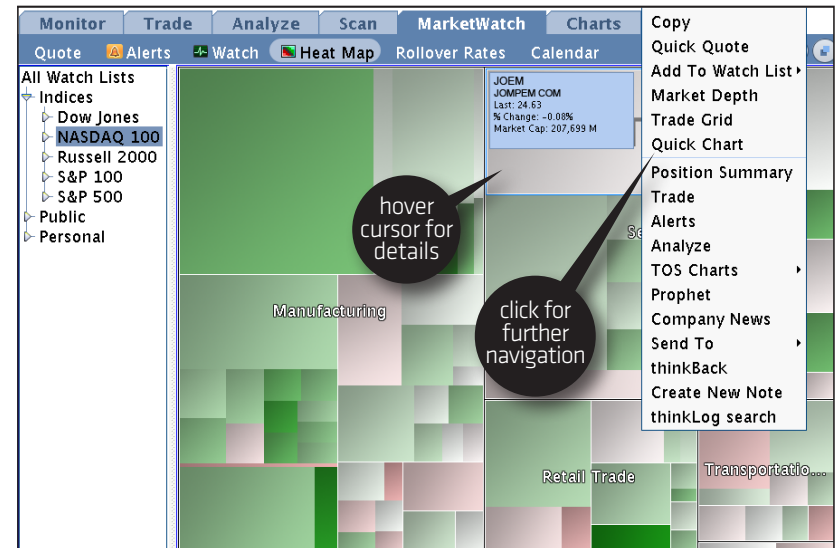 Monitor Trade Analyze Scan MarketWatch Charts
Quote Alerts Watch Heat Map Rollover Rates Calendar
All Watch Lists
Indices
Dow Jones
NASDAQ 100
Russell 2000
S&P 100
S&P 500
Public
Personal
JOEM
JOMPEM COM
Last: 24.63
% Change: -0.08%
Market Cap: 207,699 M
hover
cursor for
details
Manufacturing
click for
further
navigation
Retail Trade
Transportatio...
Copy
Quick Quote
Add To Watch List
Market Depth
Trade Grid
Quick Chart
Position Summary
Trade
Alerts
Analyze
TOS Charts
Prophet
Company News
Send To
thinkBack
Create New Note
thinkLog search